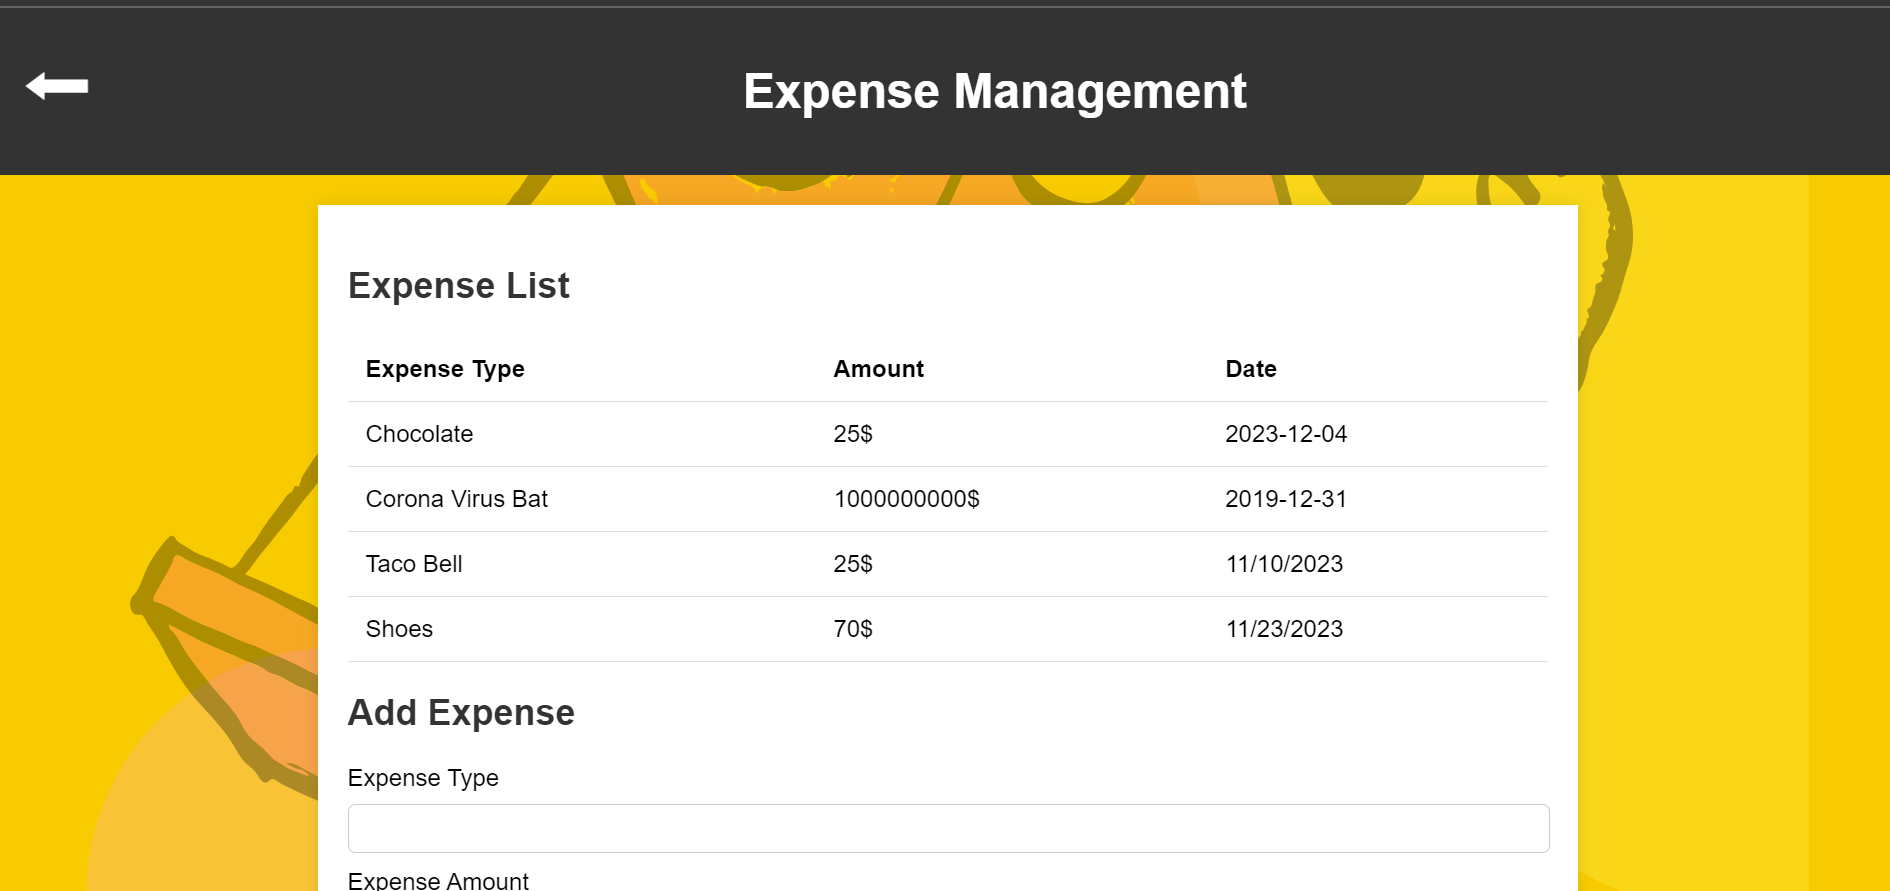 Expense Management
Expense List
Expense Type Amount Date
Chocolate 25$ 2023-12-04
Corona Virus Bat 1000000000$ 2019-12-31
Taco Bell 25$ 11/10/2023
Shoes 70$ 11/23/2023
Add Expense
Expense Type
Expense Amount